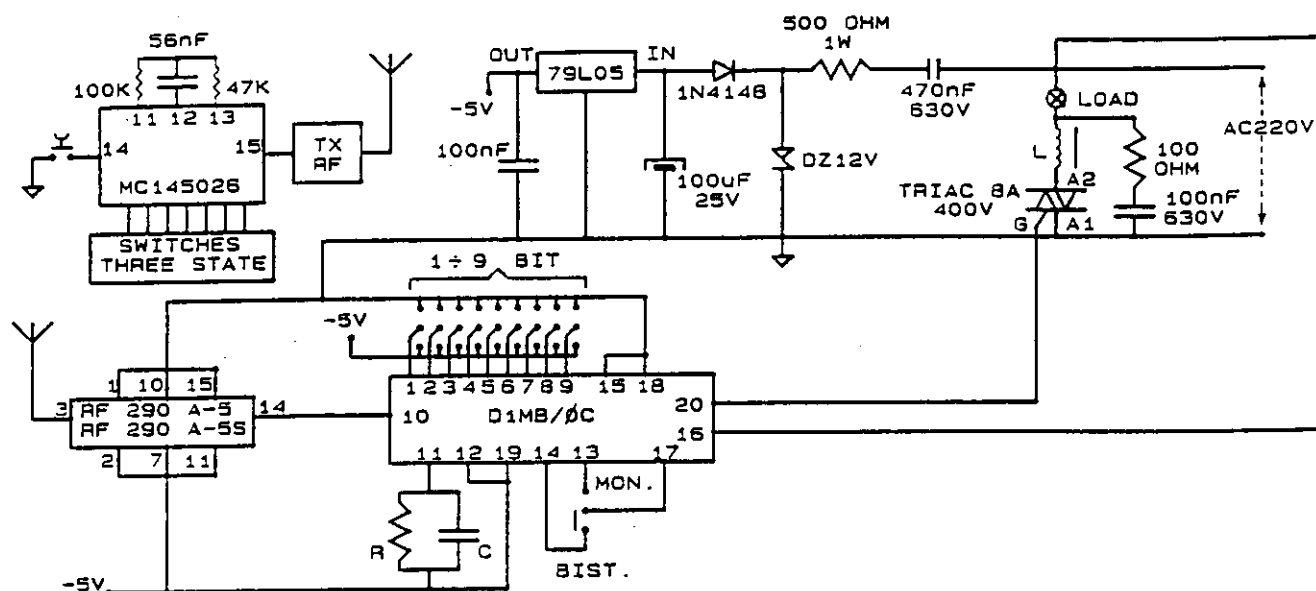 56nF
100K
47K
11 12 13
14
15
MC145026
TX
RF
SWITCHES
THREE STATE
OUT
79L05
IN
-5V
100nF
100uF
25V
1N4148
DZ12V
500 OHM
1W
470nF
630V
LOAD
AC220V
L
100
OHM
TRIAC 8A
400V
A2
G
A1
100nF
630V
1÷9 BIT
-5V
1 2 3 4 5 6 7 8 9 15 18
10
D1MB/ØC
20
16
11 12 19 14 13 17
1 10 15
3
RF 290 A-5
RF 290 A-5S
14
2 7 11
MON.
BIST.
R
C
-5V